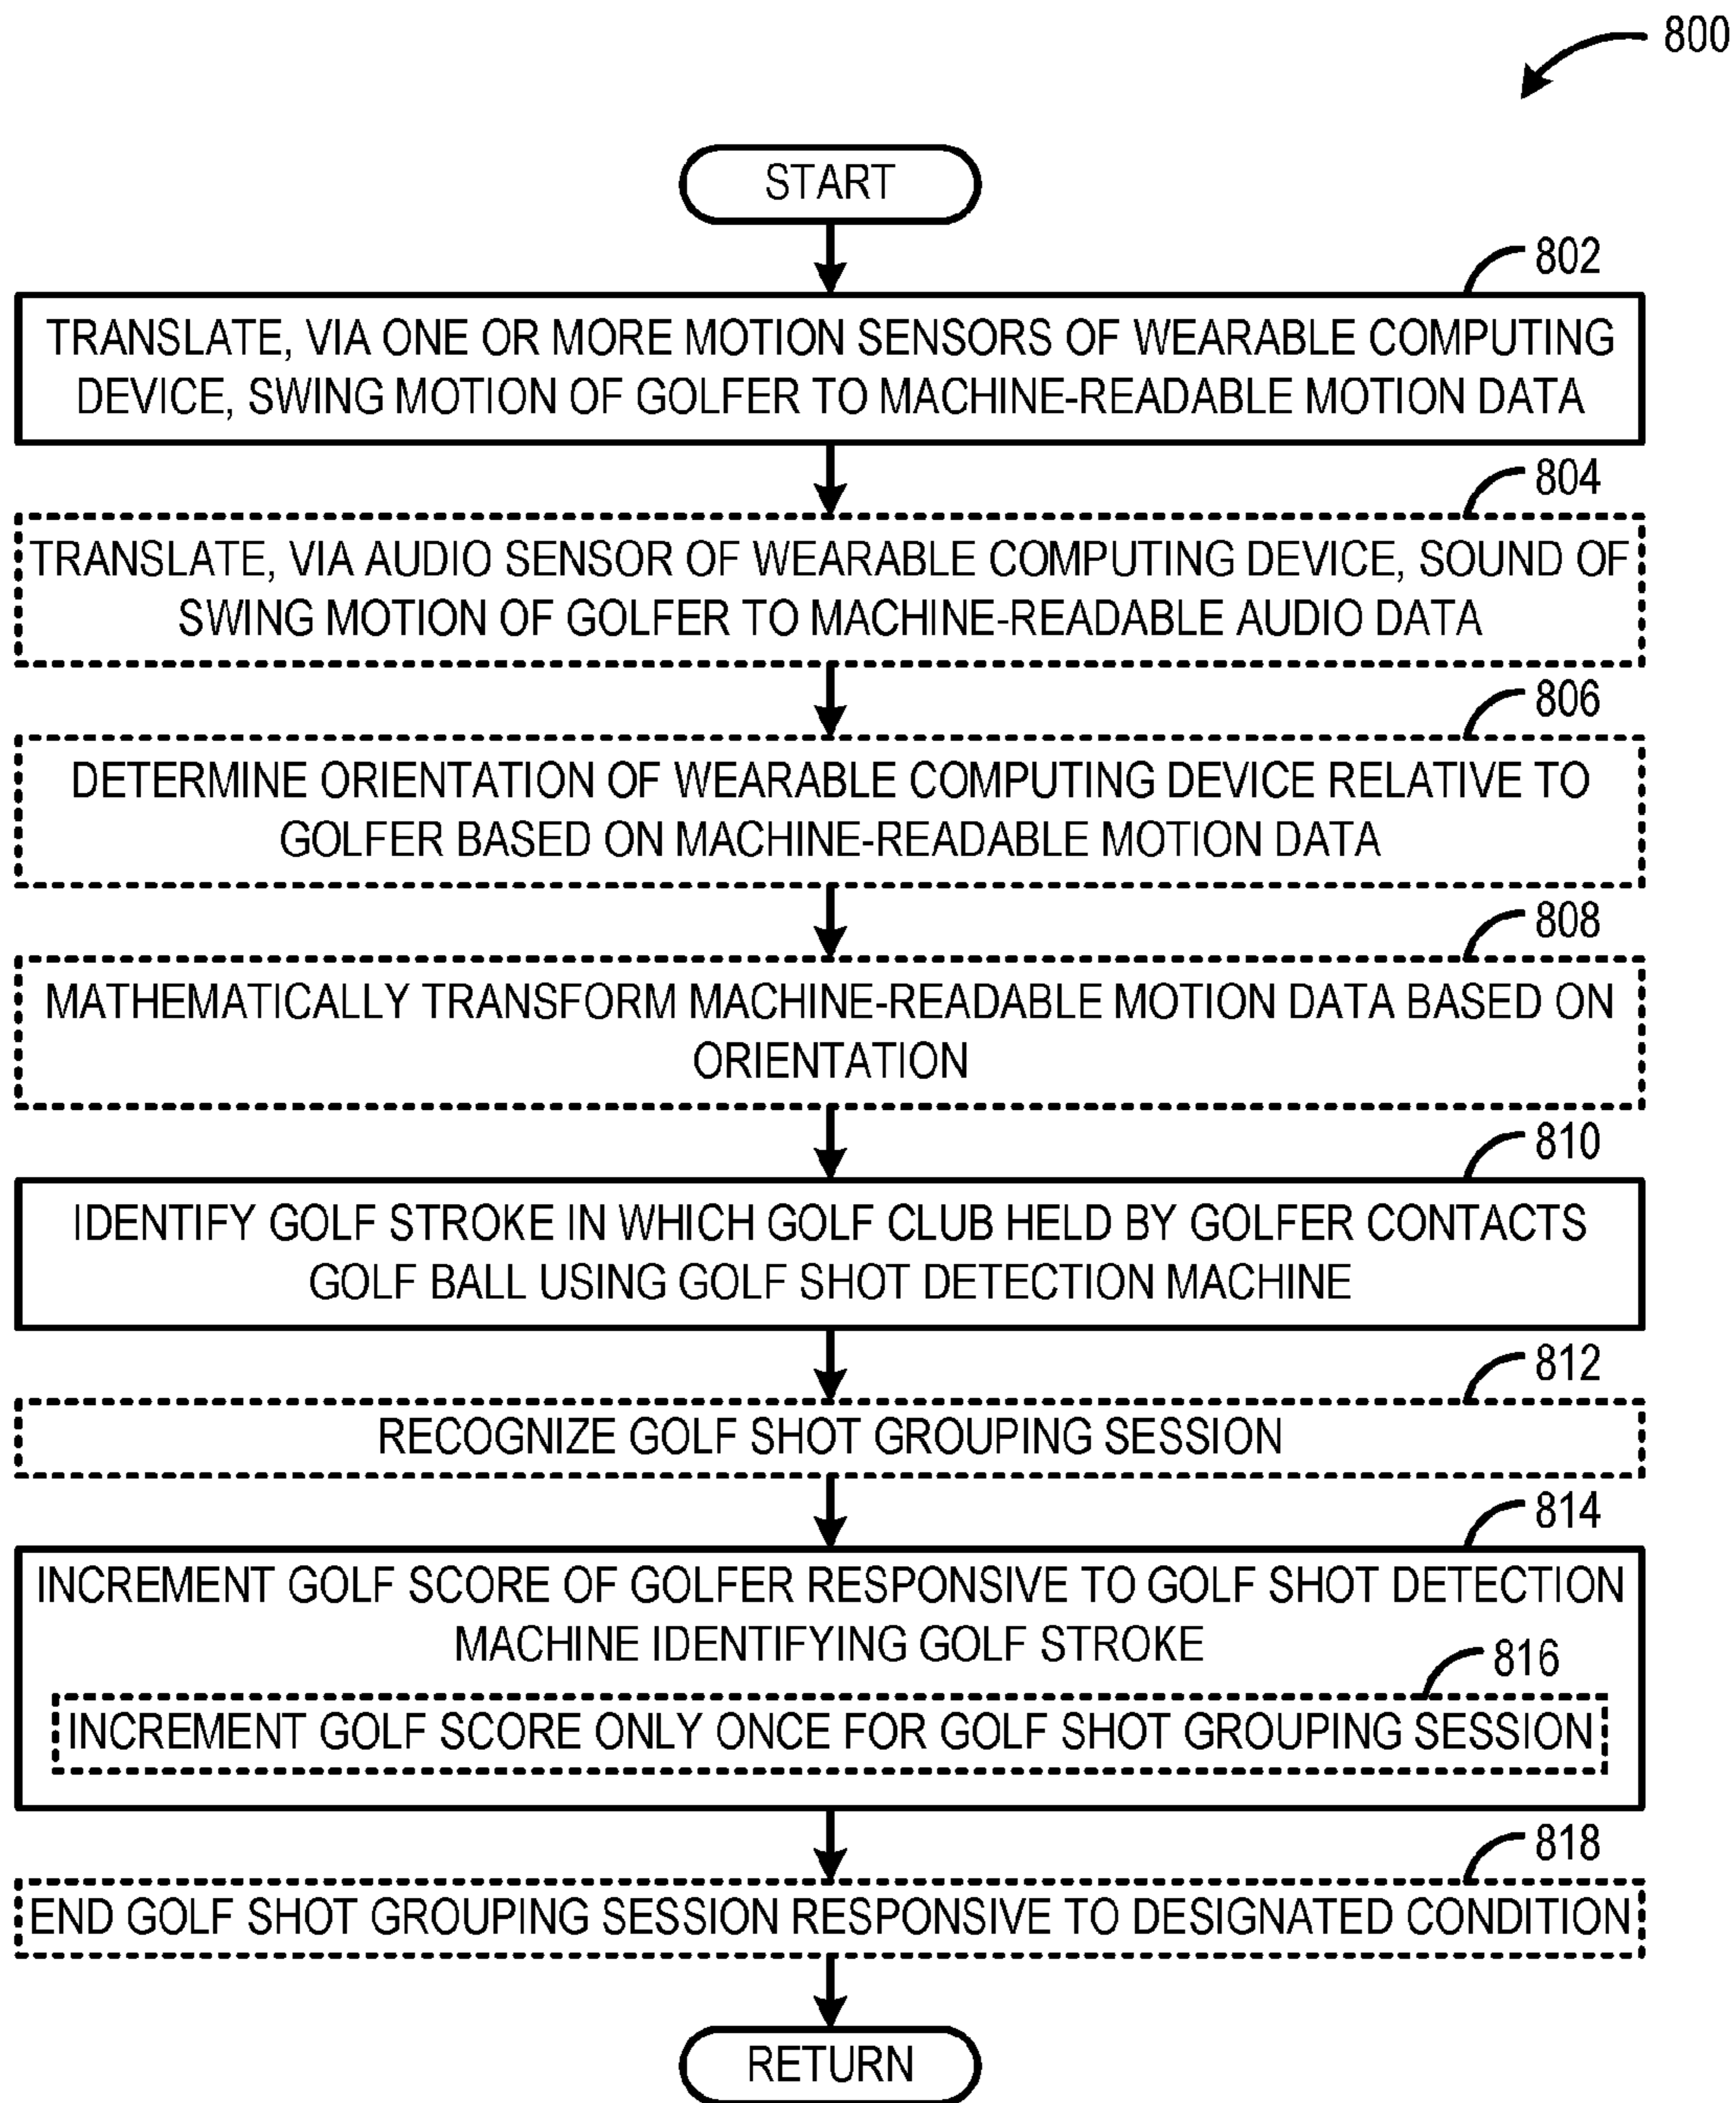 800
START
802
TRANSLATE, VIA ONE OR MORE MOTION SENSORS OF WEARABLE COMPUTING
DEVICE, SWING MOTION OF GOLFER TO MACHINE-READABLE MOTION DATA
804
TRANSLATE, VIA AUDIO SENSOR OF WEARABLE COMPUTING DEVICE, SOUND OF
SWING MOTION OF GOLFER TO MACHINE-READABLE AUDIO DATA
806
DETERMINE ORIENTATION OF WEARABLE COMPUTING DEVICE RELATIVE TO
GOLFER BASED ON MACHINE-READABLE MOTION DATA
808
MATHEMATICALLY TRANSFORM MACHINE-READABLE MOTION DATA BASED ON
ORIENTATION
810
IDENTIFY GOLF STROKE IN WHICH GOLF CLUB HELD BY GOLFER CONTACTS
GOLF BALL USING GOLF SHOT DETECTION MACHINE
812
RECOGNIZE GOLF SHOT GROUPING SESSION
814
INCREMENT GOLF SCORE OF GOLFER RESPONSIVE TO GOLF SHOT DETECTION
MACHINE IDENTIFYING GOLF STROKE
816
INCREMENT GOLF SCORE ONLY ONCE FOR GOLF SHOT GROUPING SESSION
818
END GOLF SHOT GROUPING SESSION RESPONSIVE TO DESIGNATED CONDITION
RETURN